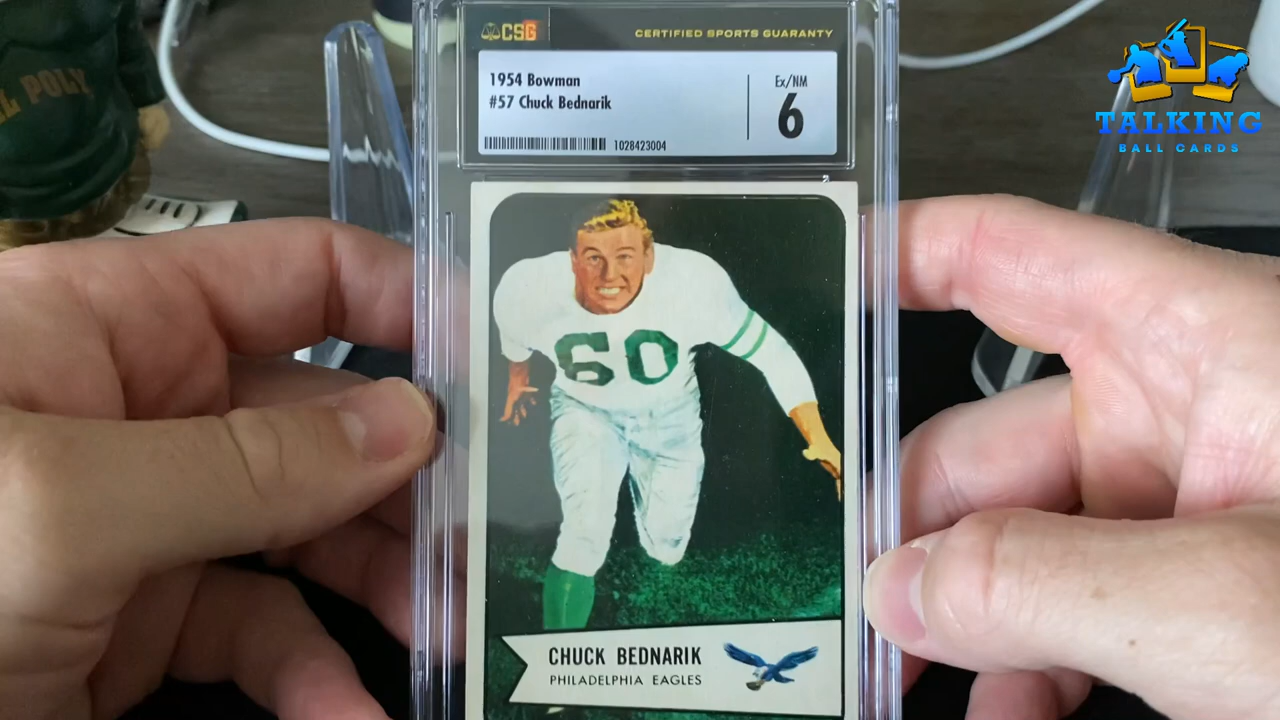 CSG
CERTIFIED SPORTS GUARANTY
1954 Bowman
#57 Chuck Bednarik
Ex/NM
6
1028423004
TALKING
BALL CARDS
L POLY
60
CHUCK BEDNARIK
PHILADELPHIA EAGLES